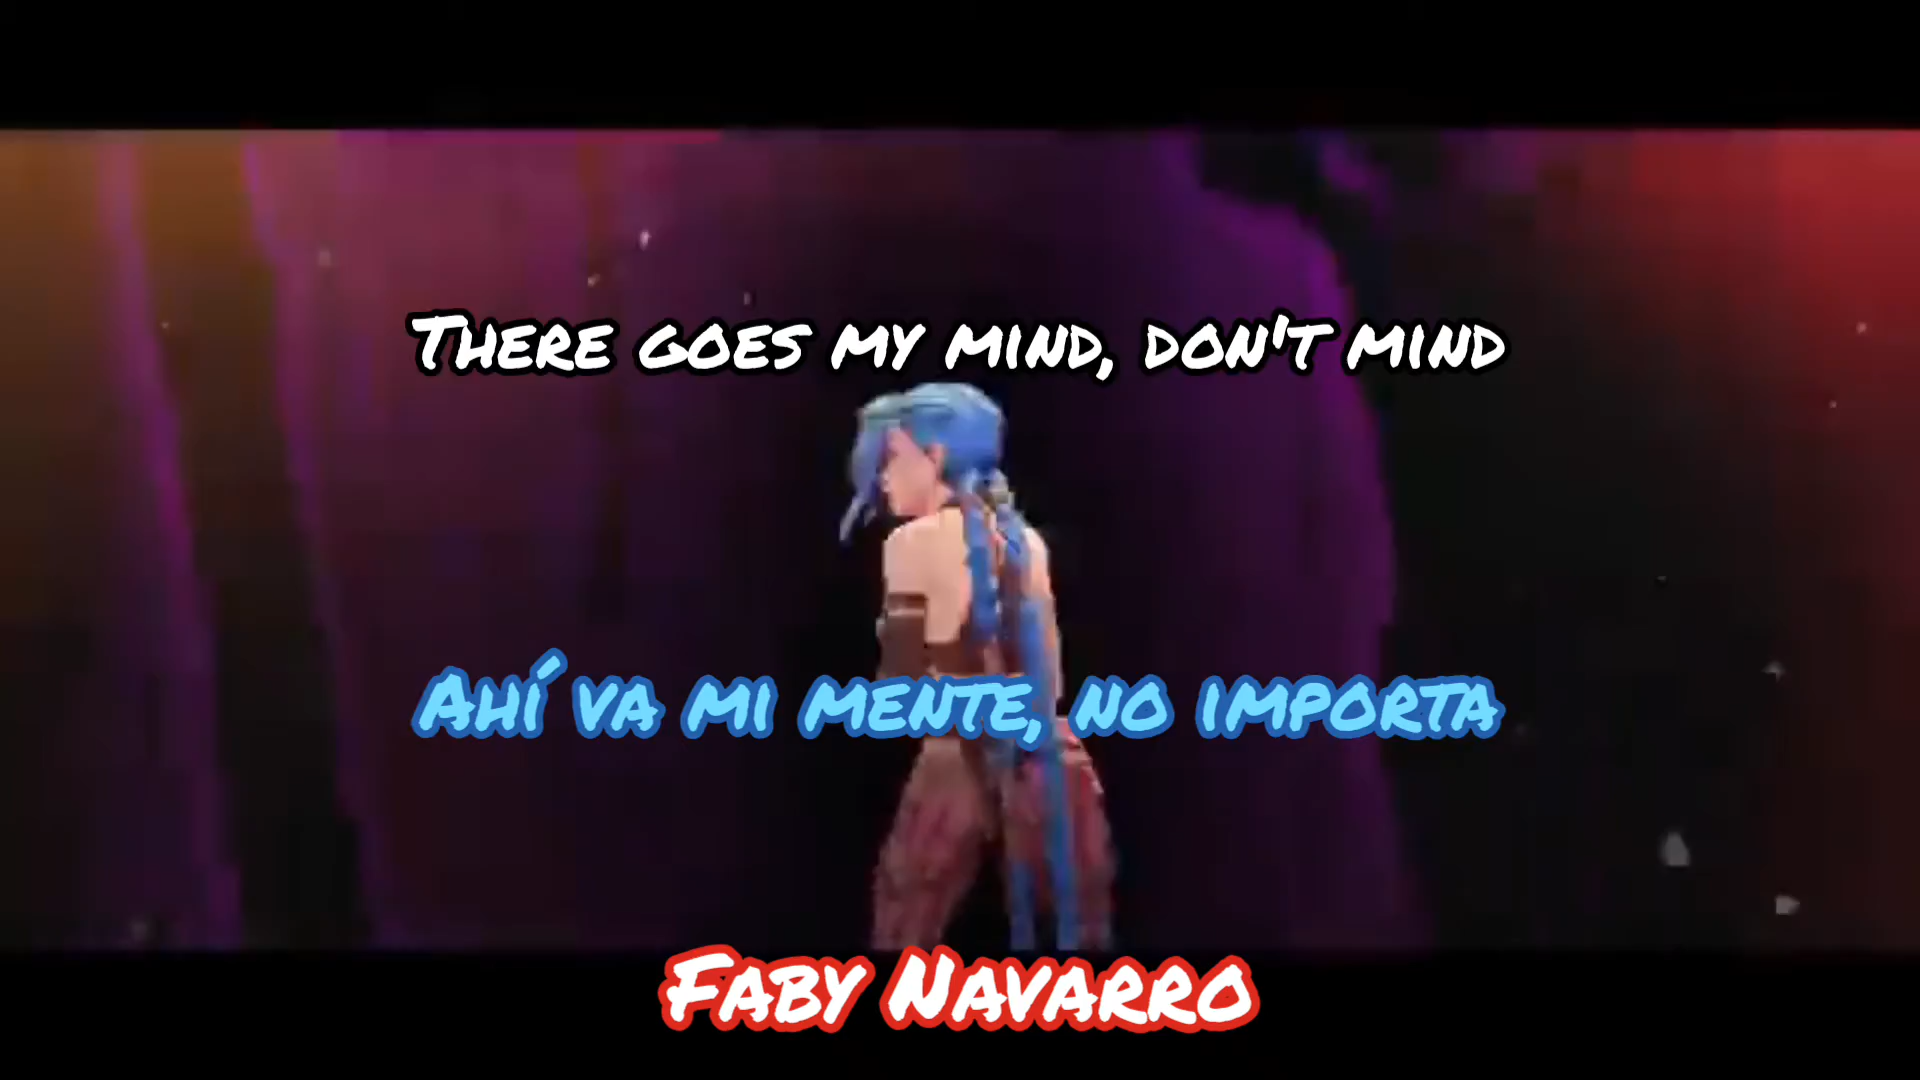 There goes my mind, don't mind
Ahí va mi mente, no importa
Faby Navarro